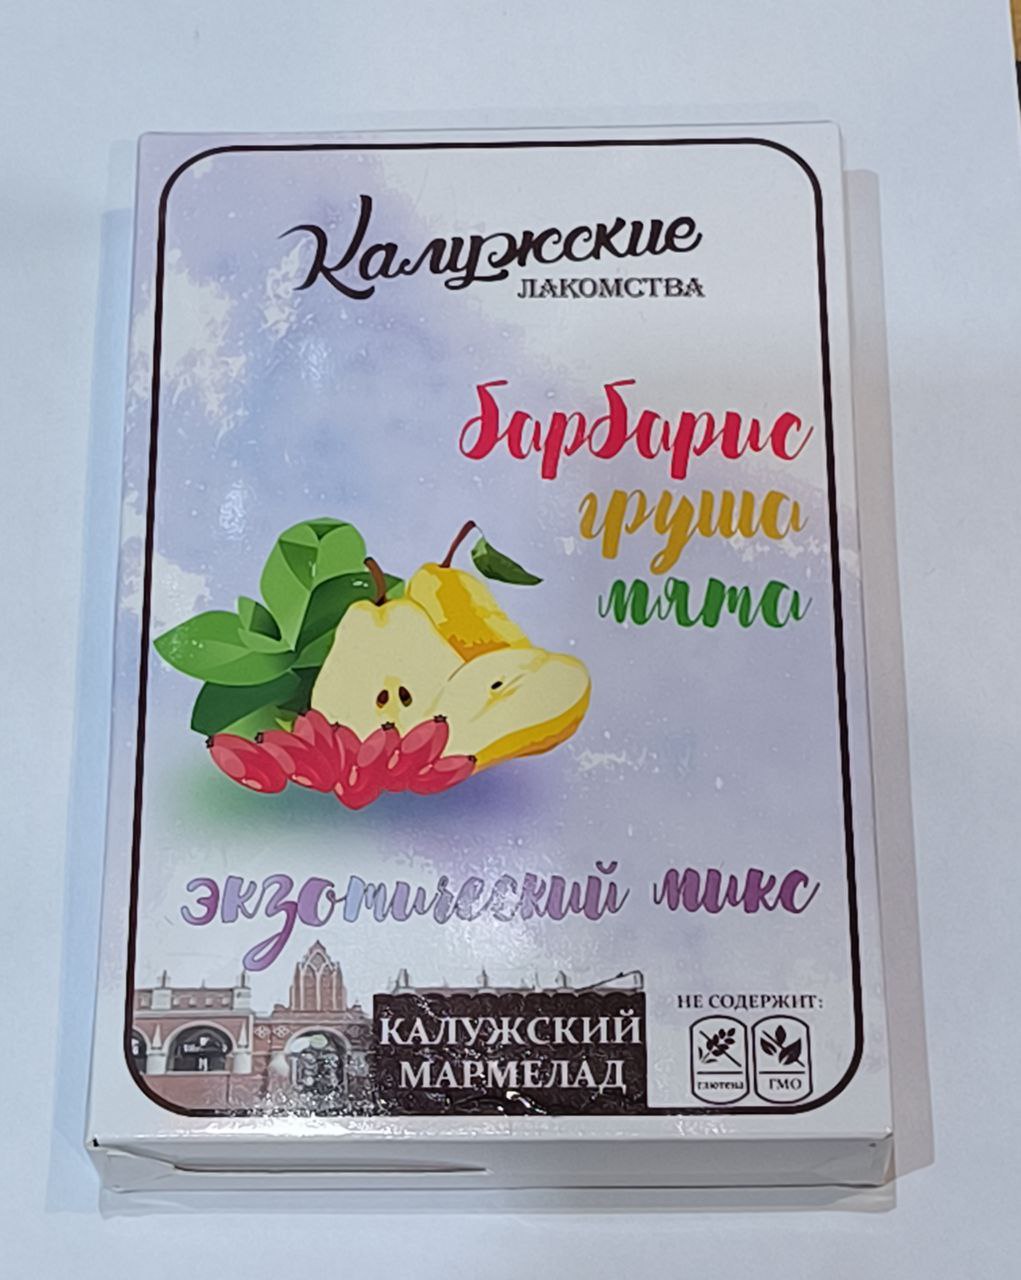 Калужские
ЛАКОМСТВА
барбарис
груша
мята
экзотический микс
КАЛУЖСКИЙ
МАРМЕЛАД
НЕ СОДЕРЖИТ:
глютена
ГМО